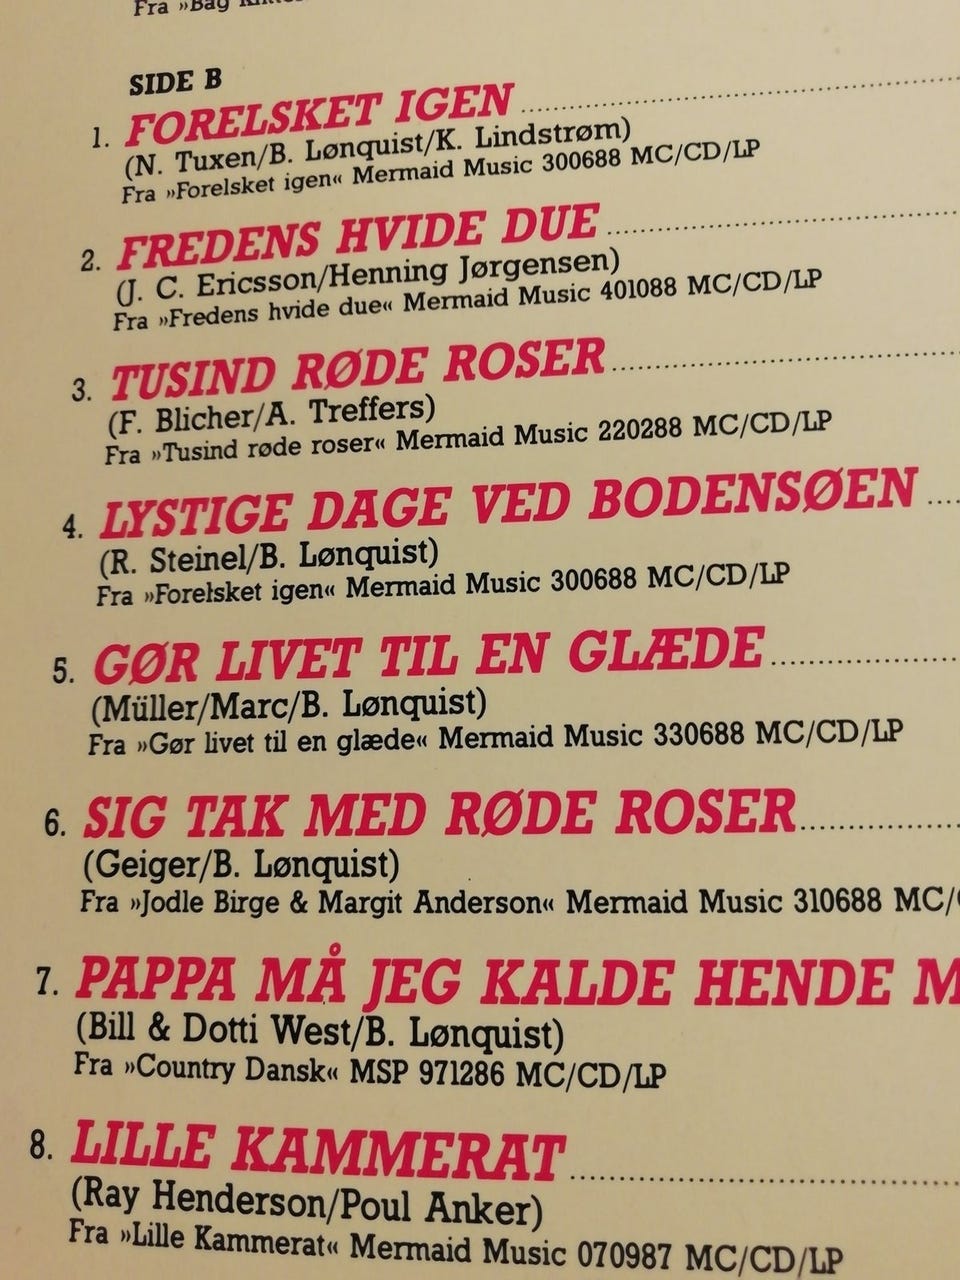 Fra »Bag
SIDE B
1. FORELSKET IGEN
(N. Tuxen/B. Lønquist/K. Lindstrøm)
Fra »Forelsket igen« Mermaid Music 300688 MC/CD/LP
2. FREDENS HVIDE DUE
(J. C. Ericsson/Henning Jørgensen)
Fra »Fredens hvide due« Mermaid Music 401088 MC/CD/LP
3. TUSIND RØDE ROSER
(F. Blicher/A. Treffers)
Fra »Tusind røde roser« Mermaid Music 220288 MC/CD/LP
4. LYSTIGE DAGE VED BODENSØEN
(R. Steinel/B. Lønquist)
Fra »Forelsket igen« Mermaid Music 300688 MC/CD/LP
5. GØR LIVET TIL EN GLÆDE
(Müller/Marc/B. Lønquist)
Fra »Gør livet til en glæde« Mermaid Music 330688 MC/CD/LP
6. SIG TAK MED RØDE ROSER
(Geiger/B. Lønquist)
Fra »Jodle Birge & Margit Anderson« Mermaid Music 310688 MC/
7. PAPPA MÅ JEG KALDE HENDE M
(Bill & Dotti West/B. Lønquist)
Fra »Country Dansk« MSP 971286 MC/CD/LP
8. LILLE KAMMERAT
(Ray Henderson/Poul Anker)
Fra »Lille Kammerat« Mermaid Music 070987 MC/CD/LP